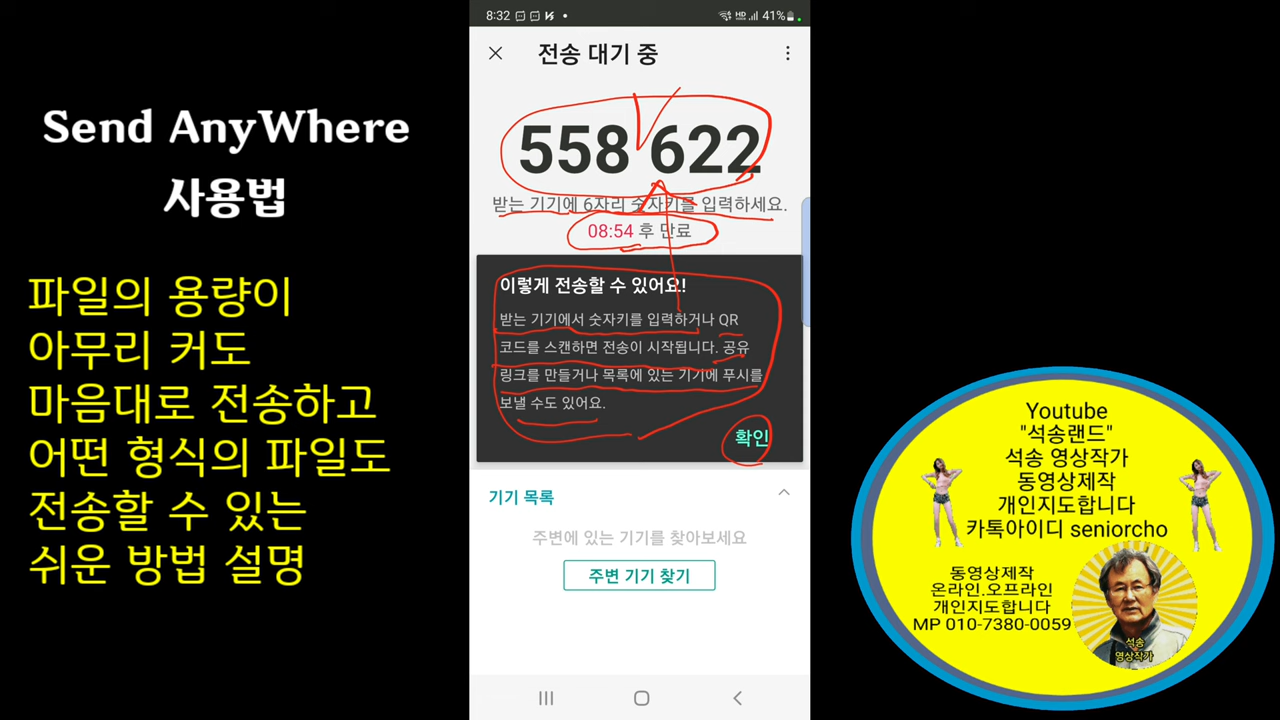 Send AnyWhere
사용법
파일의 용량이
아무리 커도
마음대로 전송하고
어떤 형식의 파일도
전송할 수 있는
쉬운 방법 설명
8:32
HD
41%
전송 대기 중
558 622
받는 기기에 6자리 숫자키를 입력하세요.
08:54 후 만료
이렇게 전송할 수 있어요!
받는 기기에서 숫자키를 입력하거나 QR
코드를 스캔하면 전송이 시작됩니다. 공유
링크를 만들거나 목록에 있는 기기에 푸시를
보낼 수도 있어요.
확인
기기 목록
주변에 있는 기기를 찾아보세요
주변 기기 찾기
Youtube
"석송랜드"
석송 영상작가
동영상제작
개인지도합니다
카톡아이디 seniorcho
동영상제작
온라인.오프라인
개인지도합니다
MP 010-7380-0059
석송
영상작가